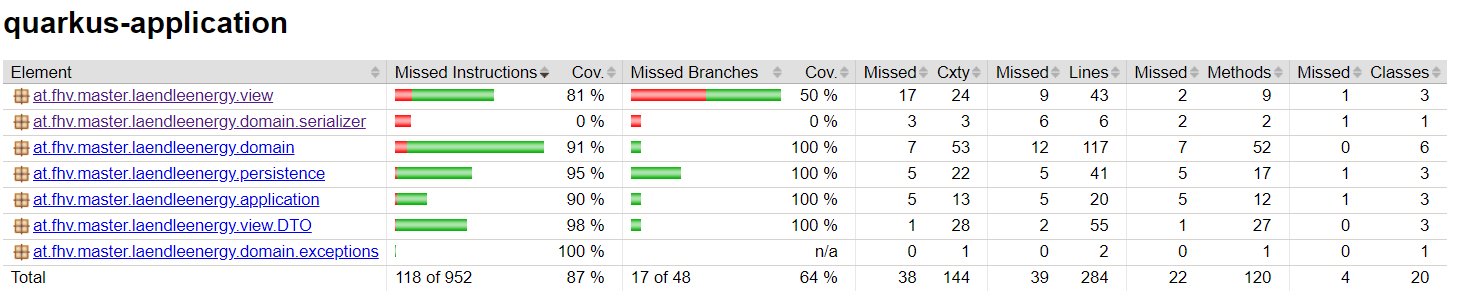 quarkus-application
Element Missed Instructions Cov. Missed Branches Cov. Missed Cxty Missed Lines Missed Methods Missed Classes
at.fhv.master.laendleenergy.view 81 % 50 % 17 24 9 43 2 9 1 3
at.fhv.master.laendleenergy.domain.serializer 0 % 0 % 3 3 6 6 2 2 1 1
at.fhv.master.laendleenergy.domain 91 % 100 % 7 53 12 117 7 52 0 6
at.fhv.master.laendleenergy.persistence 95 % 100 % 5 22 5 41 5 17 1 3
at.fhv.master.laendleenergy.application 90 % 100 % 5 13 5 20 5 12 1 3
at.fhv.master.laendleenergy.view.DTO 98 % 100 % 1 28 2 55 1 27 0 3
at.fhv.master.laendleenergy.domain.exceptions 100 % n/a 0 1 0 2 0 1 0 1
Total 118 of 952 87 % 17 of 48 64 % 38 144 39 284 22 120 4 20